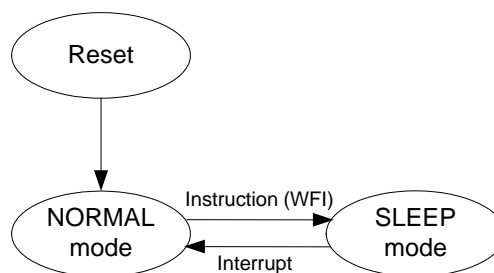 Reset
Instruction (WFI)
NORMAL
mode
SLEEP
mode
Interrupt